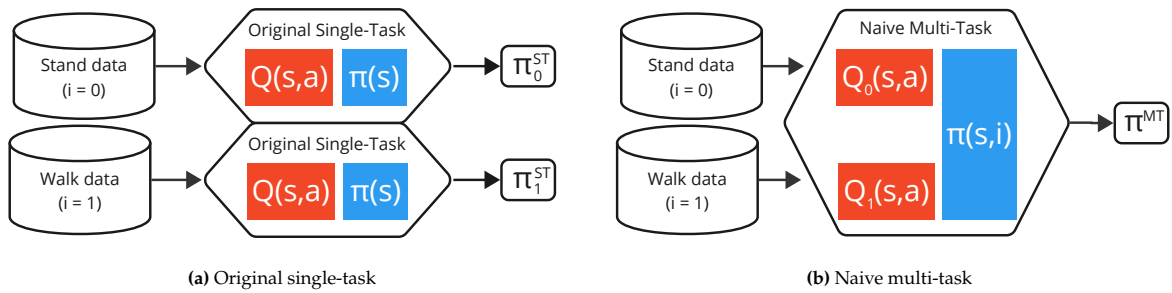 Original Single-Task
Stand data
(i = 0)
Q(s,a)
π(s)
π₀ˢᵀ
Original Single-Task
Walk data
(i = 1)
Q(s,a)
π(s)
π₁ˢᵀ
(a) Original single-task
Naive Multi-Task
Stand data
(i = 0)
Q₀(s,a)
π(s,i)
πᴹᵀ
Walk data
(i = 1)
Q₁(s,a)
(b) Naive multi-task